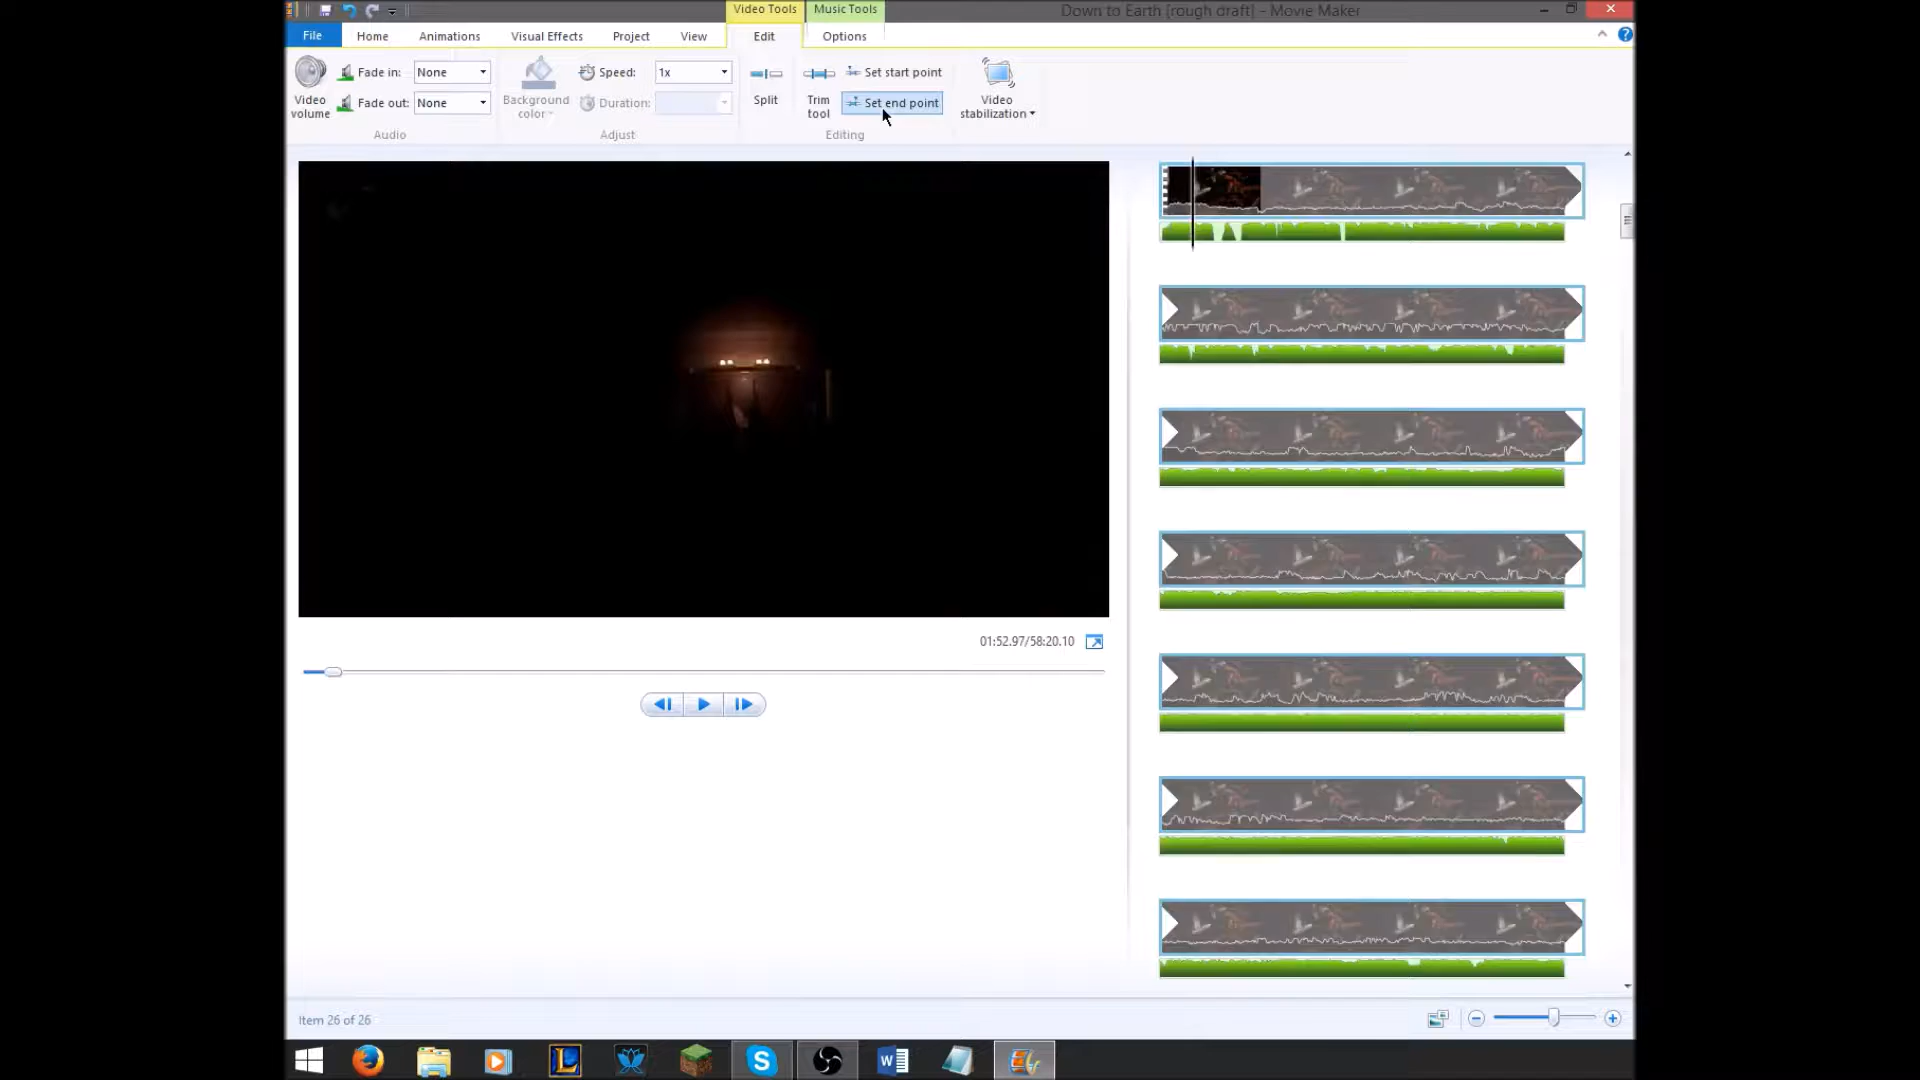 Video Tools Music Tools Down to Earth [rough draft] - Movie Maker
File Home Animations Visual Effects Project View Edit Options
Fade in: None Speed: 1x Set start point
Video volume Fade out: None Background color Duration: Split Trim tool Set end point Video stabilization
Audio Adjust Editing
01:52.97/58:20.10
Item 26 of 26